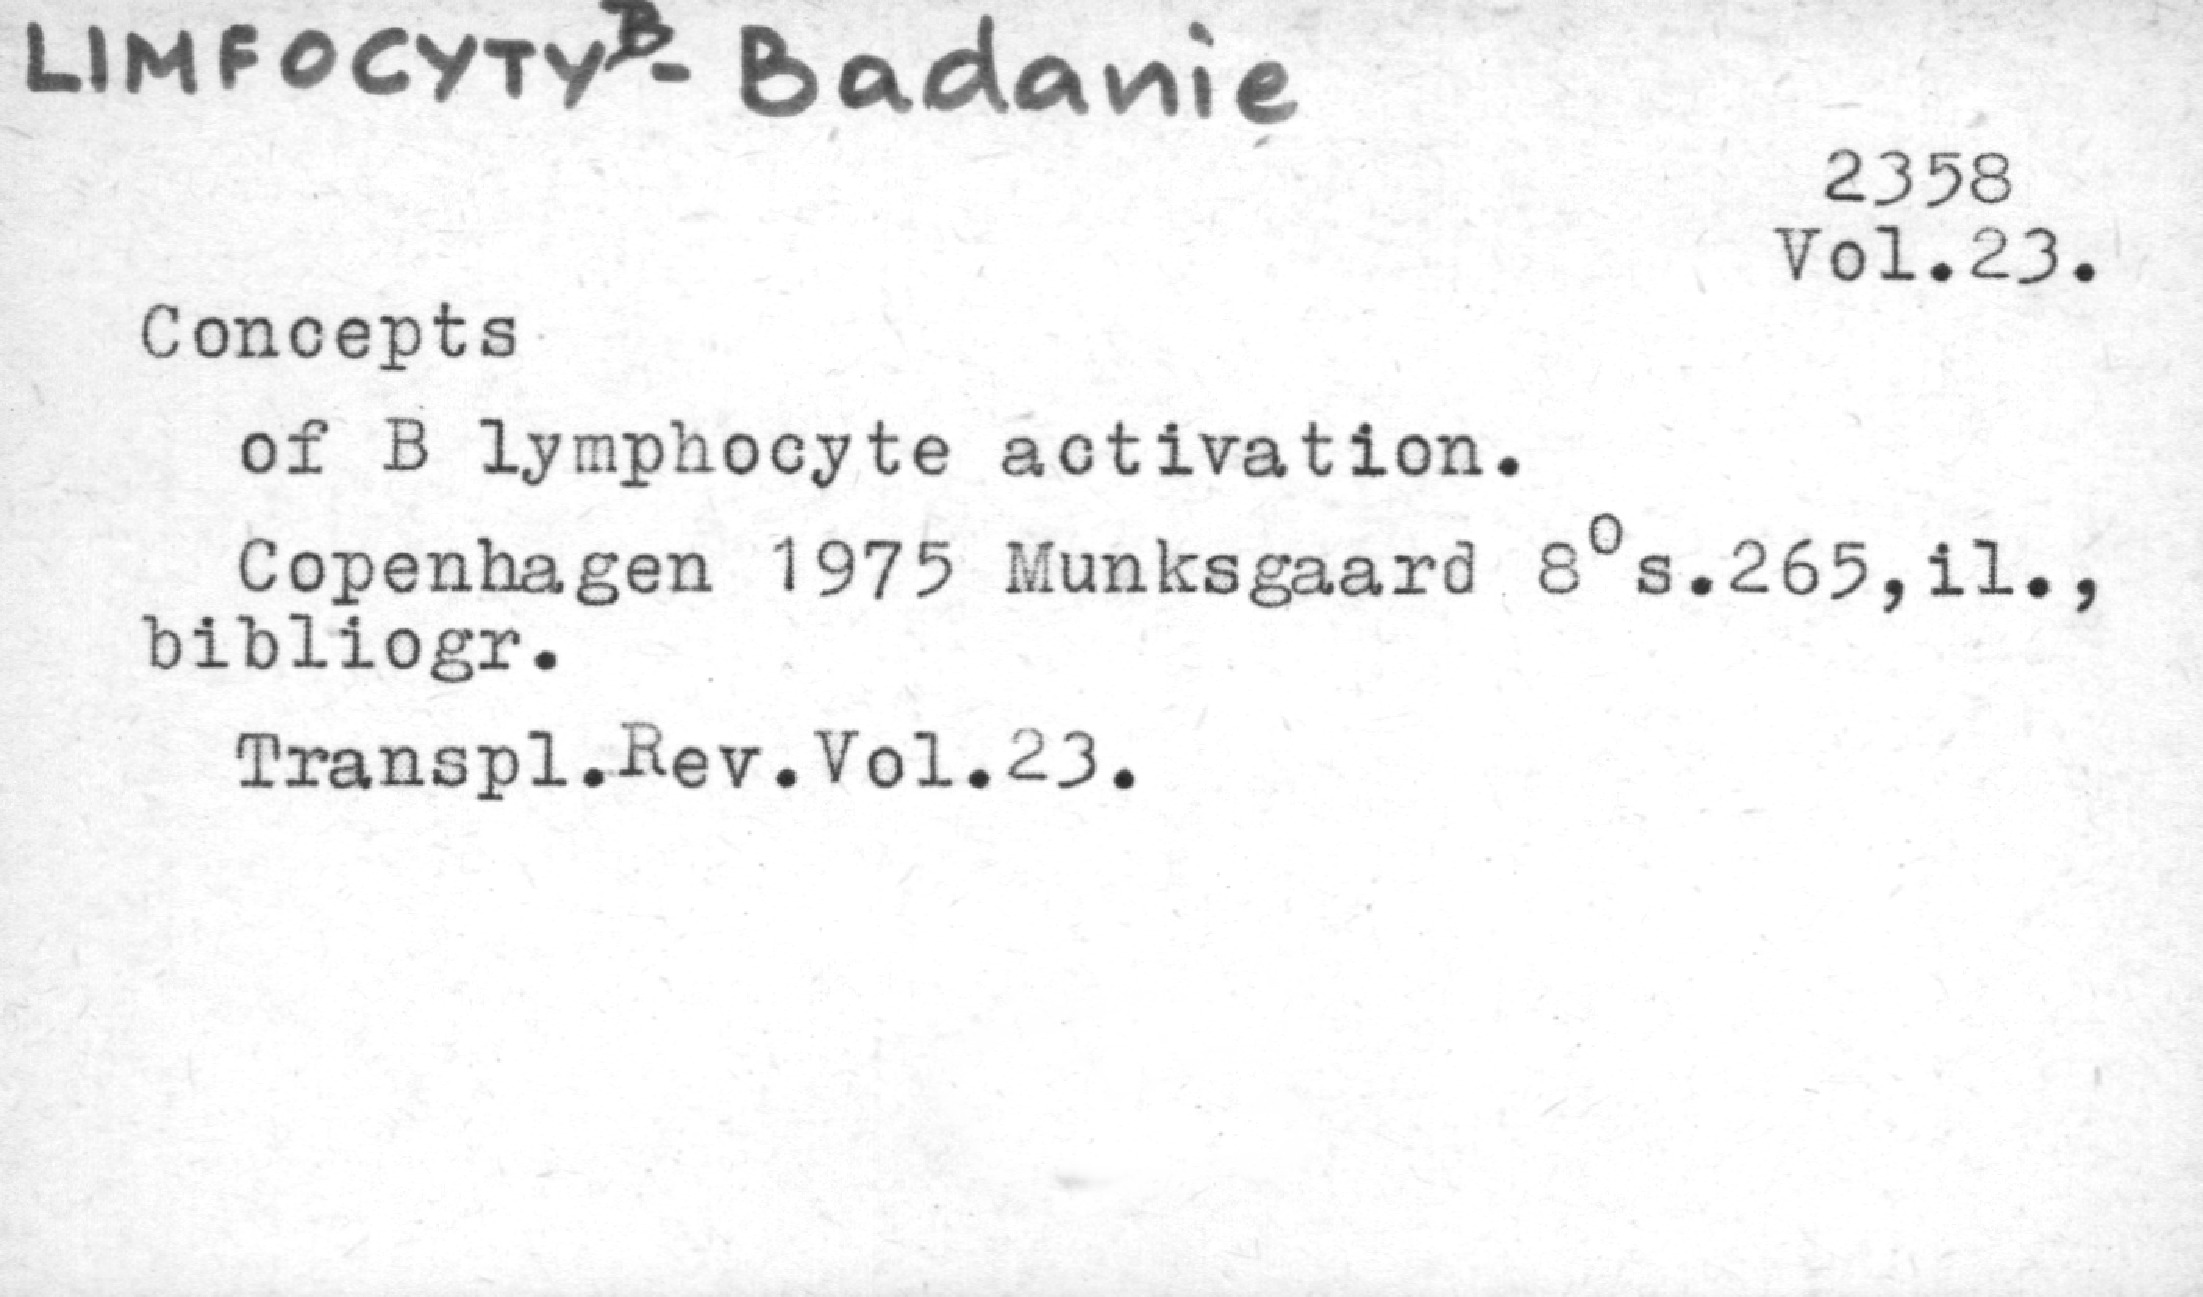 LIMFOCYTY B - Badanie
2358
Vol.23.
Concepts
of B lymphocyte activation.
Copenhagen 1975 Munksgaard 8⁰s.265,il.,
bibliogr.
Transpl.Rev.Vol.23.